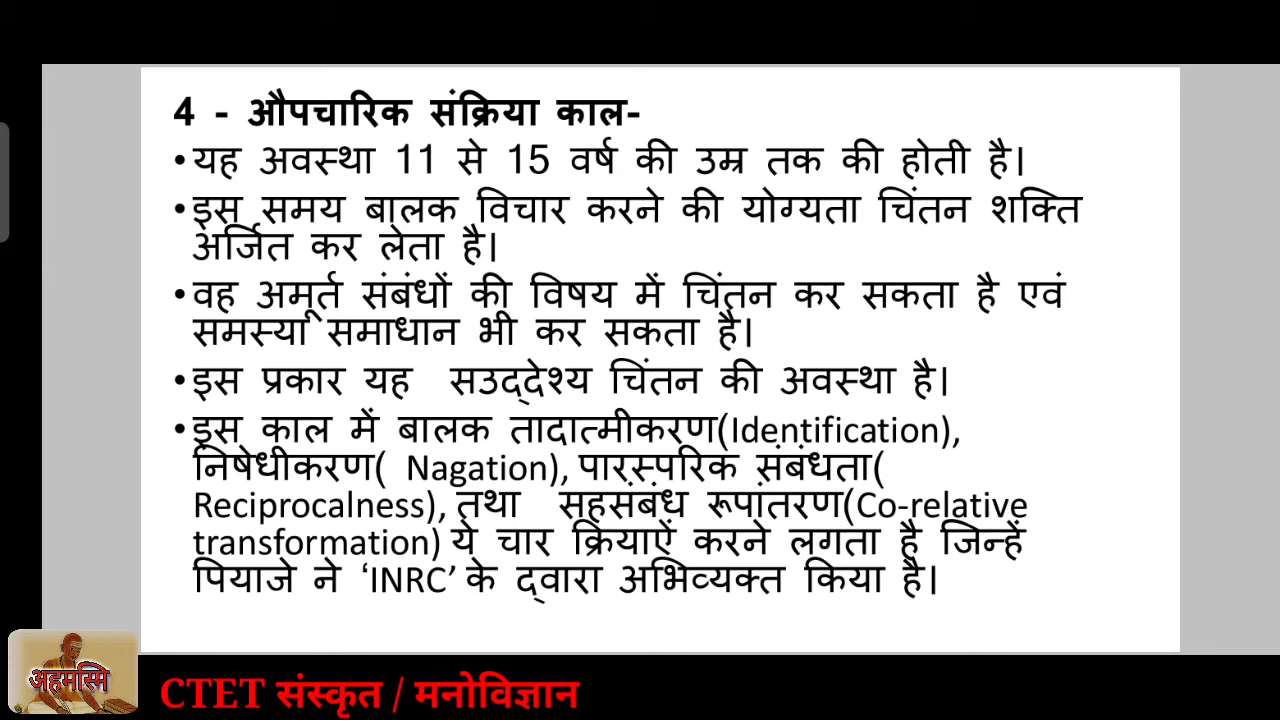 4 - औपचारिक संक्रिया काल-
•यह अवस्था 11 से 15 वर्ष की उम्र तक की होती है।
•इस समय बालक विचार करने की योग्यता चिंतन शक्ति
अर्जित कर लेता है।
•वह अमूर्त संबंधों की विषय में चिंतन कर सकता है एवं
समस्या समाधान भी कर सकता है।
•इस प्रकार यह सउद्देश्य चिंतन की अवस्था है।
•इस काल में बालक तादात्मीकरण(Identification),
निषेधीकरण( Nagation), पारस्परिक संबंधता(
Reciprocalness), तथा सहसंबंध रूपांतरण(Co-relative
transformation) ये चार क्रियाऐं करने लगता है जिन्हें
पियाजे ने ‘INRC’ के द्वारा अभिव्यक्त किया है।
अहमस्मि
CTET संस्कृत / मनोविज्ञान